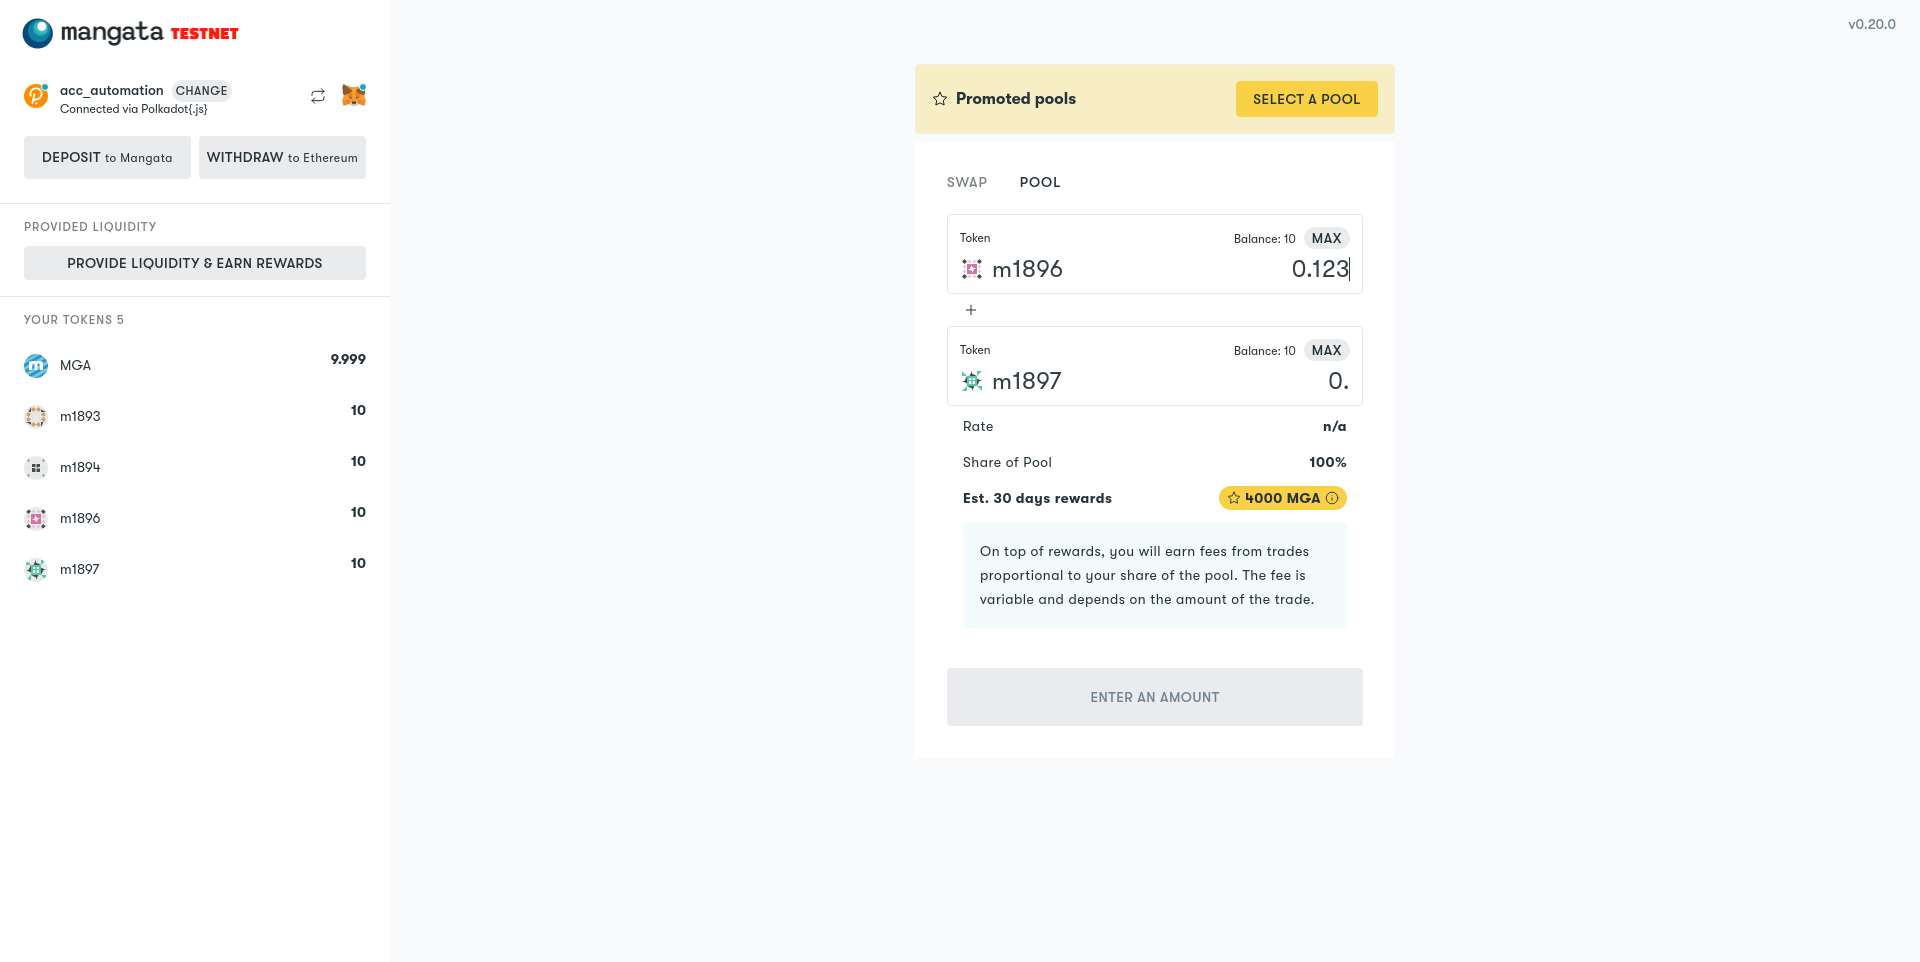 mangata TESTNET
acc_automation CHANGE
Connected via Polkadot{.js}
DEPOSIT to Mangata
WITHDRAW to Ethereum
PROVIDED LIQUIDITY
PROVIDE LIQUIDITY & EARN REWARDS
YOUR TOKENS 5
MGA 9.999
m1893 10
m1894 10
m1896 10
m1897 10
v0.20.0
Promoted pools
SELECT A POOL
SWAP POOL
Token Balance: 10 MAX
m1896 0.123
Token Balance: 10 MAX
m1897 0.
Rate n/a
Share of Pool 100%
Est. 30 days rewards 4000 MGA
On top of rewards, you will earn fees from trades
proportional to your share of the pool. The fee is
variable and depends on the amount of the trade.
ENTER AN AMOUNT